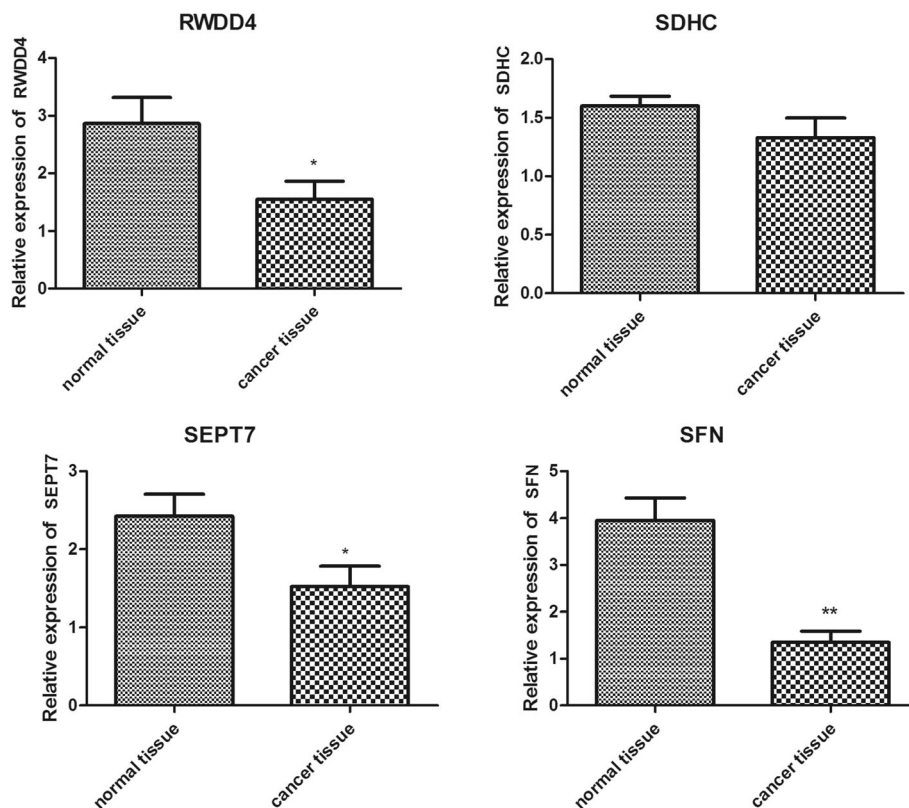 RWDD4
Relative expression of RWDD4
4
3
2
1
0
*
normal tissue
cancer tissue
SDHC
Relative expression of SDHC
2.0
1.5
1.0
0.5
0.0
normal tissue
cancer tissue
SEPT7
Relative expression of SEPT7
3
2
1
0
*
normal tissue
cancer tissue
SFN
Relative expression of SFN
5
4
3
2
1
0
**
normal tissue
cancer tissue